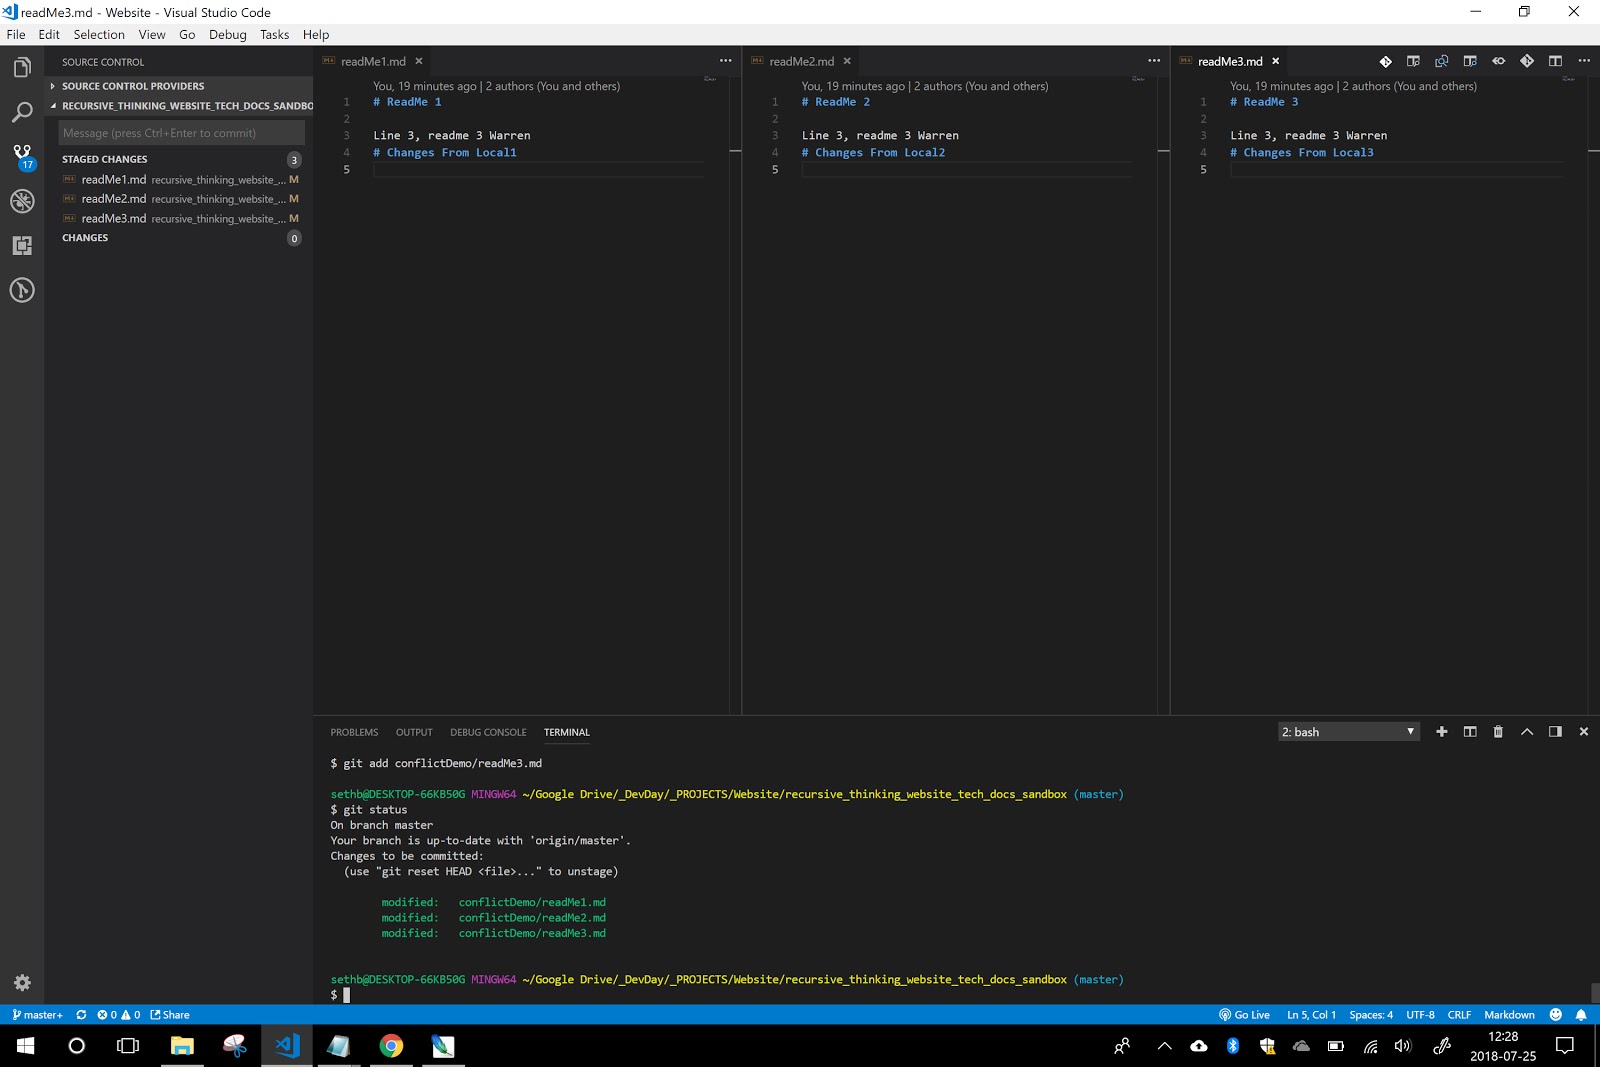 readMe3.md - Website - Visual Studio Code
File Edit Selection View Go Debug Tasks Help
SOURCE CONTROL
SOURCE CONTROL PROVIDERS
RECURSIVE_THINKING_WEBSITE_TECH_DOCS_SANDBO
Message (press Ctrl+Enter to commit)
STAGED CHANGES 3
readMe1.md recursive_thinking_website_... M
readMe2.md recursive_thinking_website_... M
readMe3.md recursive_thinking_website_... M
CHANGES 0
17
readMe1.md
You, 19 minutes ago | 2 authors (You and others)
1 # ReadMe 1
2
3 Line 3, readme 3 Warren
4 # Changes From Local1
5
readMe2.md
You, 19 minutes ago | 2 authors (You and others)
1 # ReadMe 2
2
3 Line 3, readme 3 Warren
4 # Changes From Local2
5
readMe3.md
You, 19 minutes ago | 2 authors (You and others)
1 # ReadMe 3
2
3 Line 3, readme 3 Warren
4 # Changes From Local3
5
PROBLEMS OUTPUT DEBUG CONSOLE TERMINAL 2: bash
$ git add conflictDemo/readMe3.md
sethb@DESKTOP-66KB50G MINGW64 ~/Google Drive/_DevDay/_PROJECTS/Website/recursive_thinking_website_tech_docs_sandbox (master)
$ git status
On branch master
Your branch is up-to-date with 'origin/master'.
Changes to be committed:
(use "git reset HEAD <file>..." to unstage)
modified: conflictDemo/readMe1.md
modified: conflictDemo/readMe2.md
modified: conflictDemo/readMe3.md
sethb@DESKTOP-66KB50G MINGW64 ~/Google Drive/_DevDay/_PROJECTS/Website/recursive_thinking_website_tech_docs_sandbox (master)
$
master+ 0 0 Share Go Live Ln 5, Col 1 Spaces: 4 UTF-8 CRLF Markdown
12:28
2018-07-25